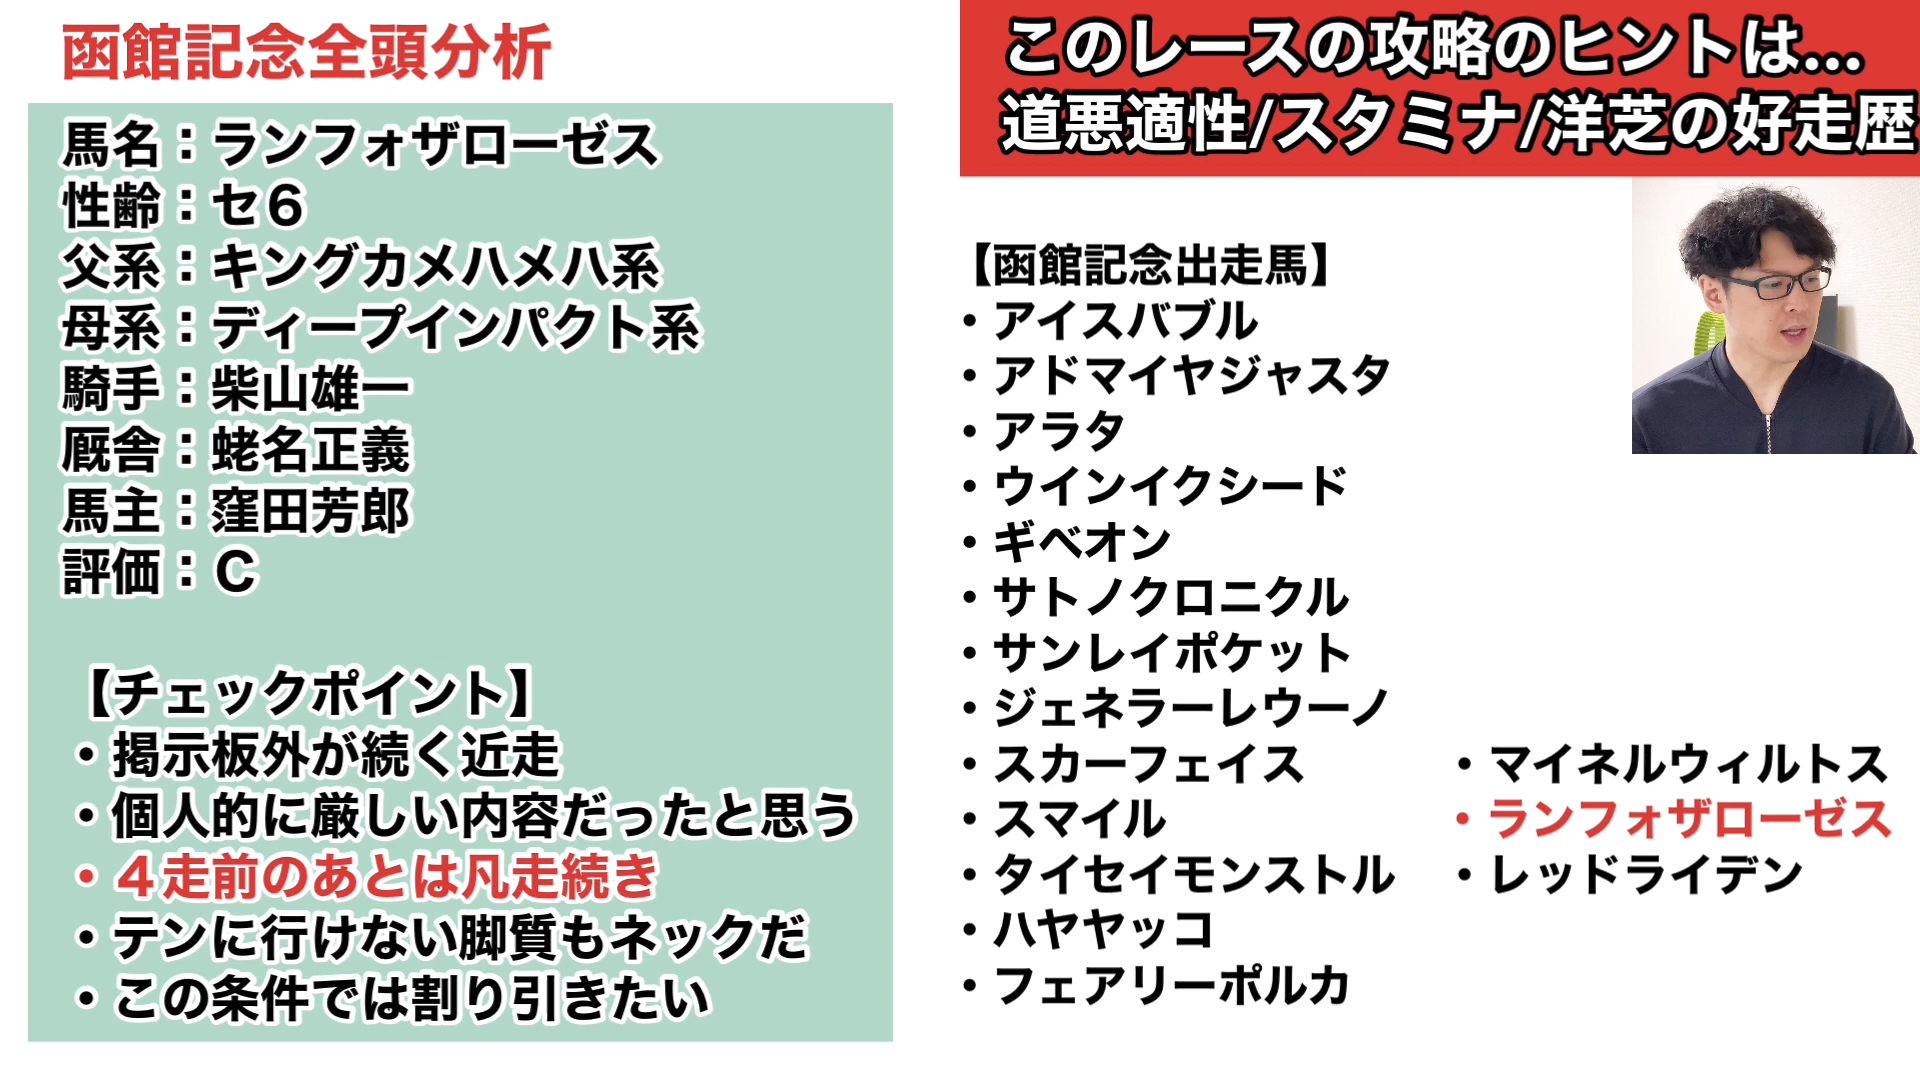 函館記念全頭分析
馬名：ランフォザローゼス
性齢：セ６
父系：キングカメハメハ系
母系：ディープインパクト系
騎手：柴山雄一
厩舎：蛯名正義
馬主：窪田芳郎
評価：Ｃ
【チェックポイント】
・掲示板外が続く近走
・個人的に厳しい内容だったと思う
・４走前のあとは凡走続き
・テンに行けない脚質もネックだ
・この条件では割り引きたい
このレースの攻略のヒントは...
道悪適性/スタミナ/洋芝の好走歴
【函館記念出走馬】
・アイスバブル
・アドマイヤジャスタ
・アラタ
・ウインイクシード
・ギベオン
・サトノクロニクル
・サンレイポケット
・ジェネラーレウーノ
・スカーフェイス
・スマイル
・タイセイモンストル
・ハヤヤッコ
・フェアリーポルカ
・マイネルウィルトス
・ランフォザローゼス
・レッドライデン